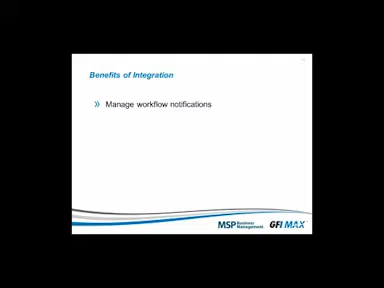 Benefits of Integration
» Manage workflow notifications
MSP Business Management GFI MAX